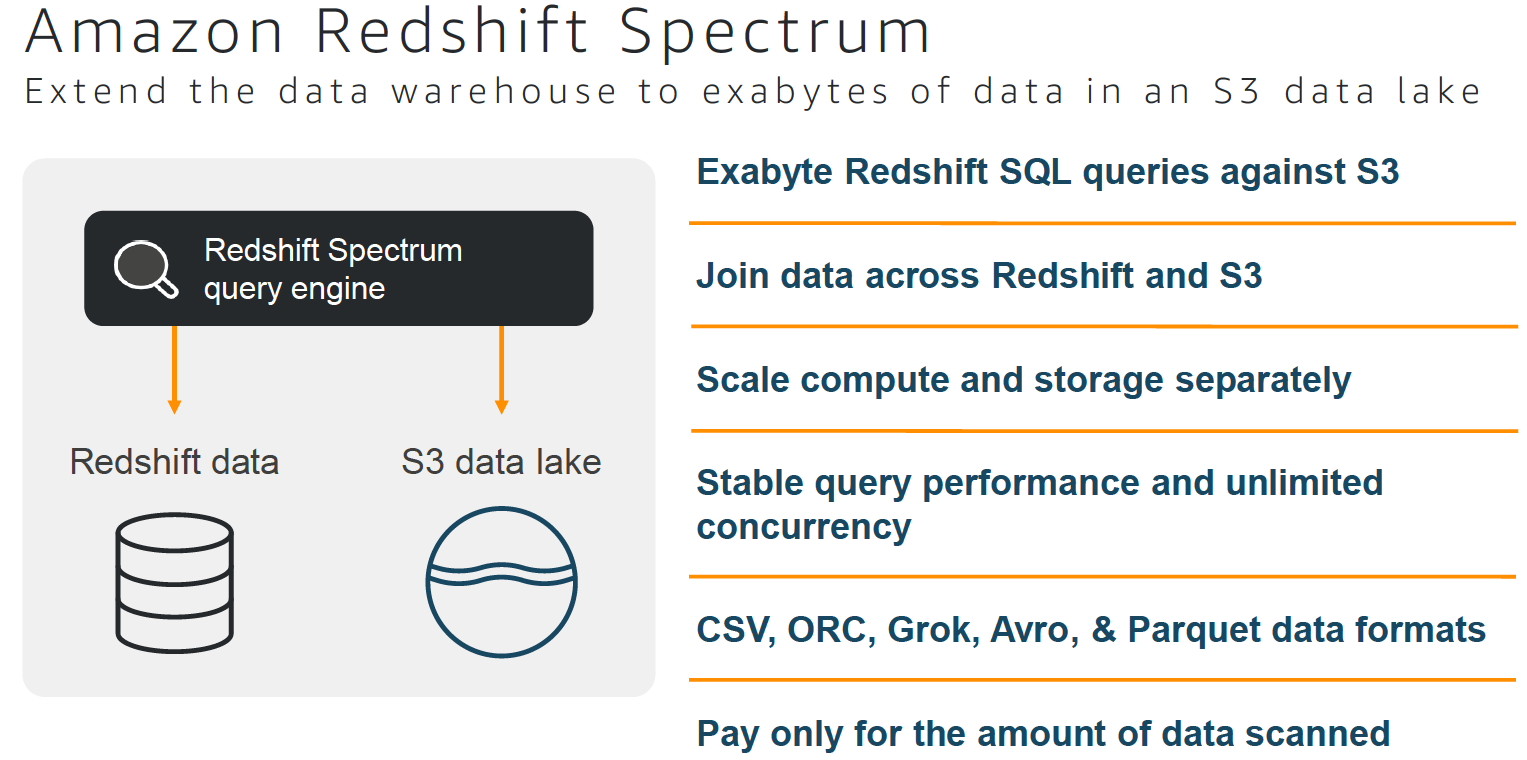 Amazon Redshift Spectrum
Extend the data warehouse to exabytes of data in an S3 data lake
Redshift Spectrum
query engine
Redshift data
S3 data lake
Exabyte Redshift SQL queries against S3
Join data across Redshift and S3
Scale compute and storage separately
Stable query performance and unlimited
concurrency
CSV, ORC, Grok, Avro, & Parquet data formats
Pay only for the amount of data scanned